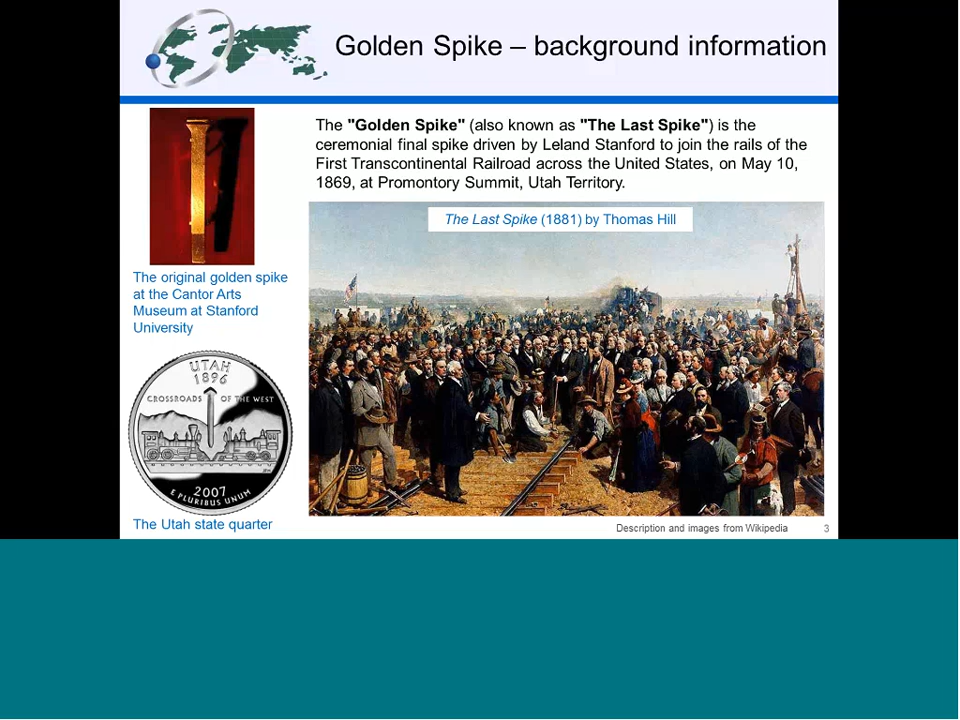 Golden Spike – background information
The "Golden Spike" (also known as "The Last Spike") is the
ceremonial final spike driven by Leland Stanford to join the rails of the
First Transcontinental Railroad across the United States, on May 10,
1869, at Promontory Summit, Utah Territory.
The Last Spike (1881) by Thomas Hill
The original golden spike
at the Cantor Arts
Museum at Stanford
University
UTAH
1896
CROSSROADS OF THE WEST
2007
E PLURIBUS UNUM
The Utah state quarter
Description and images from Wikipedia
3